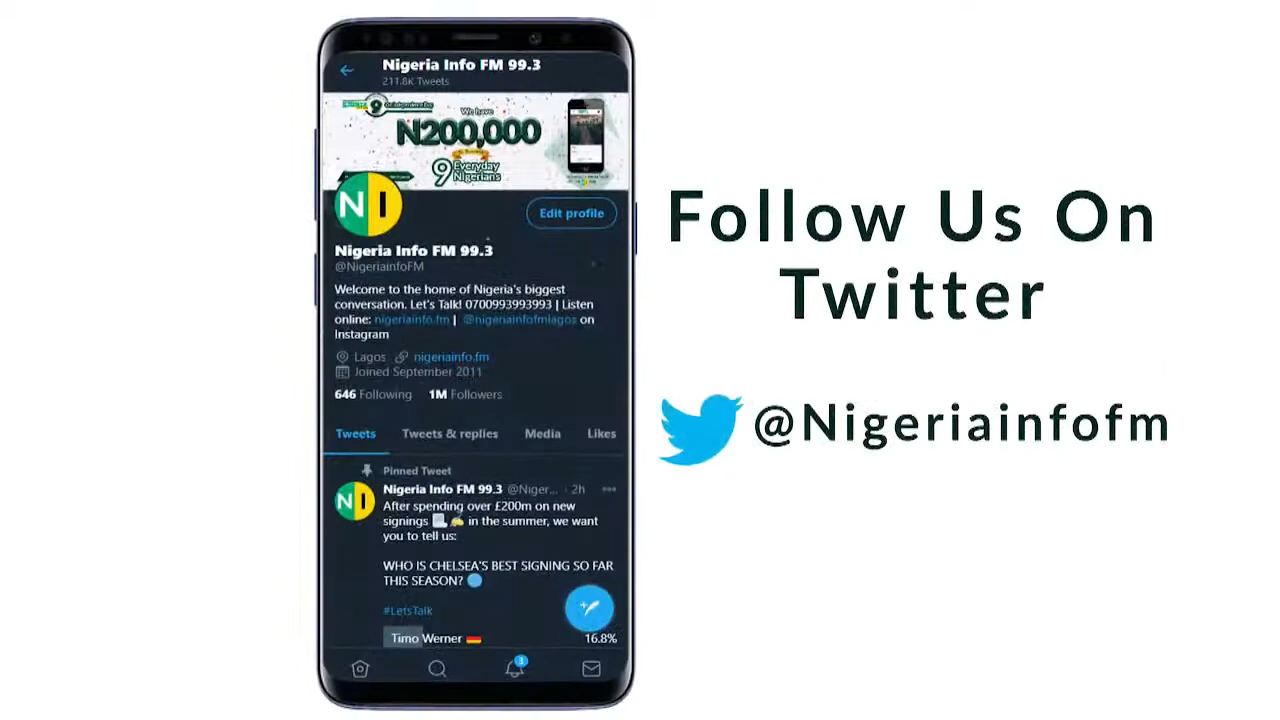 Nigeria Info FM 99.3
211.8K Tweets
We have
N200,000
9 Everyday
Nigerians
NI
Edit profile
Nigeria Info FM 99.3
@NigeriainfoFM
Welcome to the home of Nigeria's biggest
conversation. Let's Talk! 0700993993993 | Listen
online: nigeriainfo.fm | @nigeriainfofmlagos on
Instagram
Lagos nigeriainfo.fm
Joined September 2011
646 Following 1M Followers
Tweets Tweets & replies Media Likes
Pinned Tweet
NI
Nigeria Info FM 99.3 @Niger... · 2h
After spending over £200m on new
signings 📃✍ in the summer, we want
you to tell us:
WHO IS CHELSEA'S BEST SIGNING SO FAR
THIS SEASON? 🔵
#LetsTalk
Timo Werner 🇩🇪 16.8%
3
Follow Us On
Twitter
@Nigeriainfofm